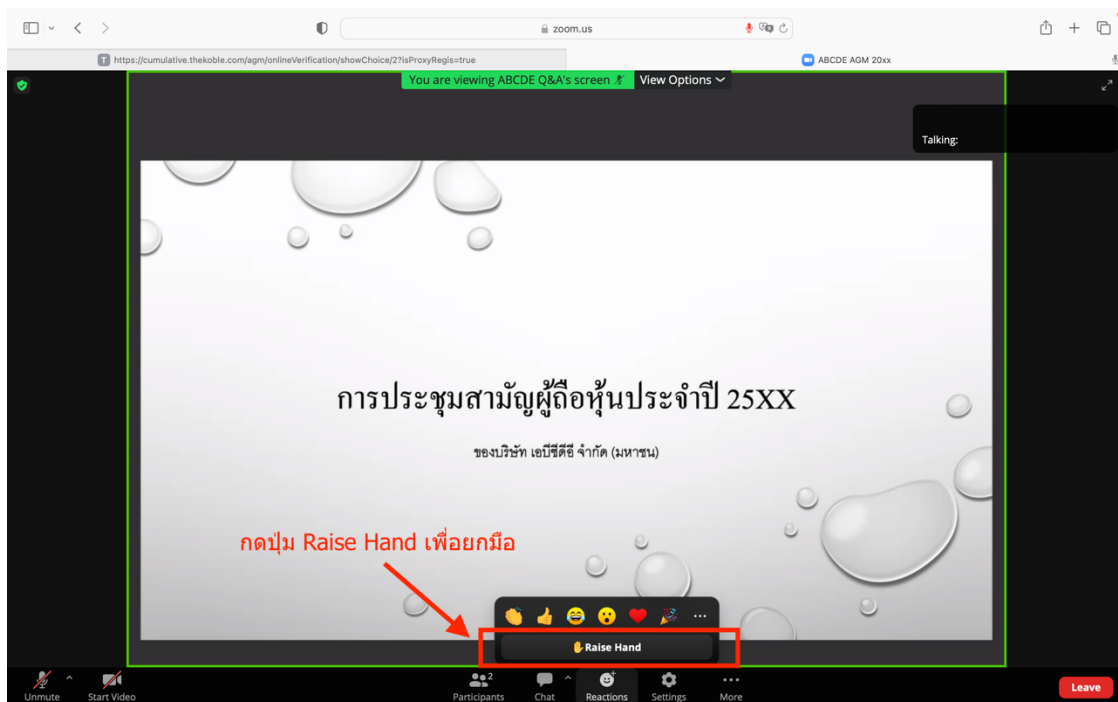 zoom.us
https://cumulative.thekoble.com/agm/onlineVerification/showChoice/2?isProxyRegis=true
ABCDE AGM 20xx
You are viewing ABCDE Q&A's screen
View Options
Talking:
การประชุมสามัญผู้ถือหุ้นประจำปี 25XX
ของบริษัท เอบีซีดีอี จำกัด (มหาชน)
กดปุ่ม Raise Hand เพื่อยกมือ
Raise Hand
2
Unmute
Start Video
Participants
Chat
Reactions
Settings
More
Leave